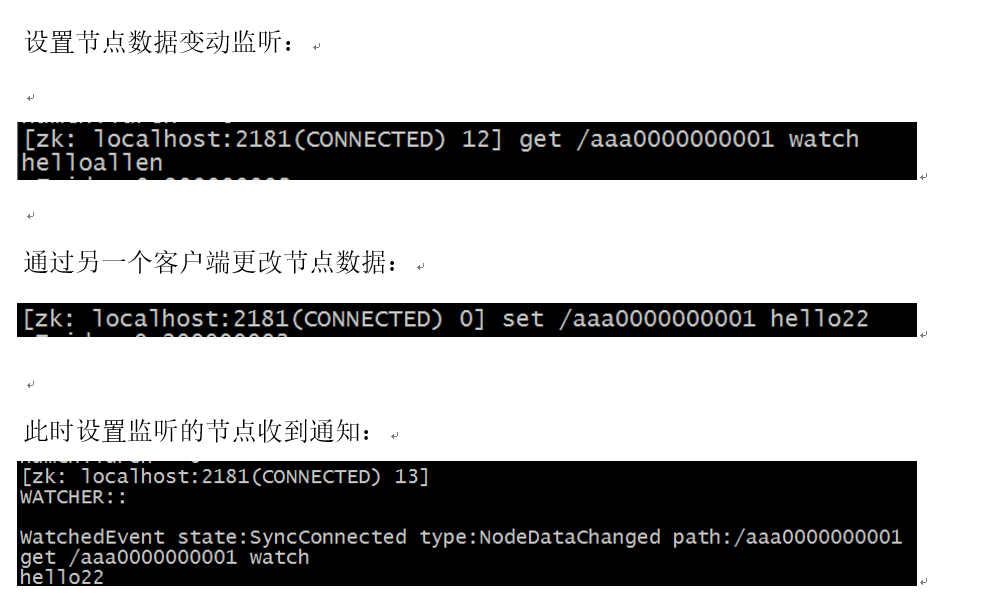 设置节点数据变动监听：
[zk: localhost:2181(CONNECTED) 12] get /aaa0000000001 watch
helloallen
通过另一个客户端更改节点数据：
[zk: localhost:2181(CONNECTED) 0] set /aaa0000000001 hello22
此时设置监听的节点收到通知：
[zk: localhost:2181(CONNECTED) 13]
WATCHER::
WatchedEvent state:SyncConnected type:NodeDataChanged path:/aaa0000000001
get /aaa0000000001 watch
hello22